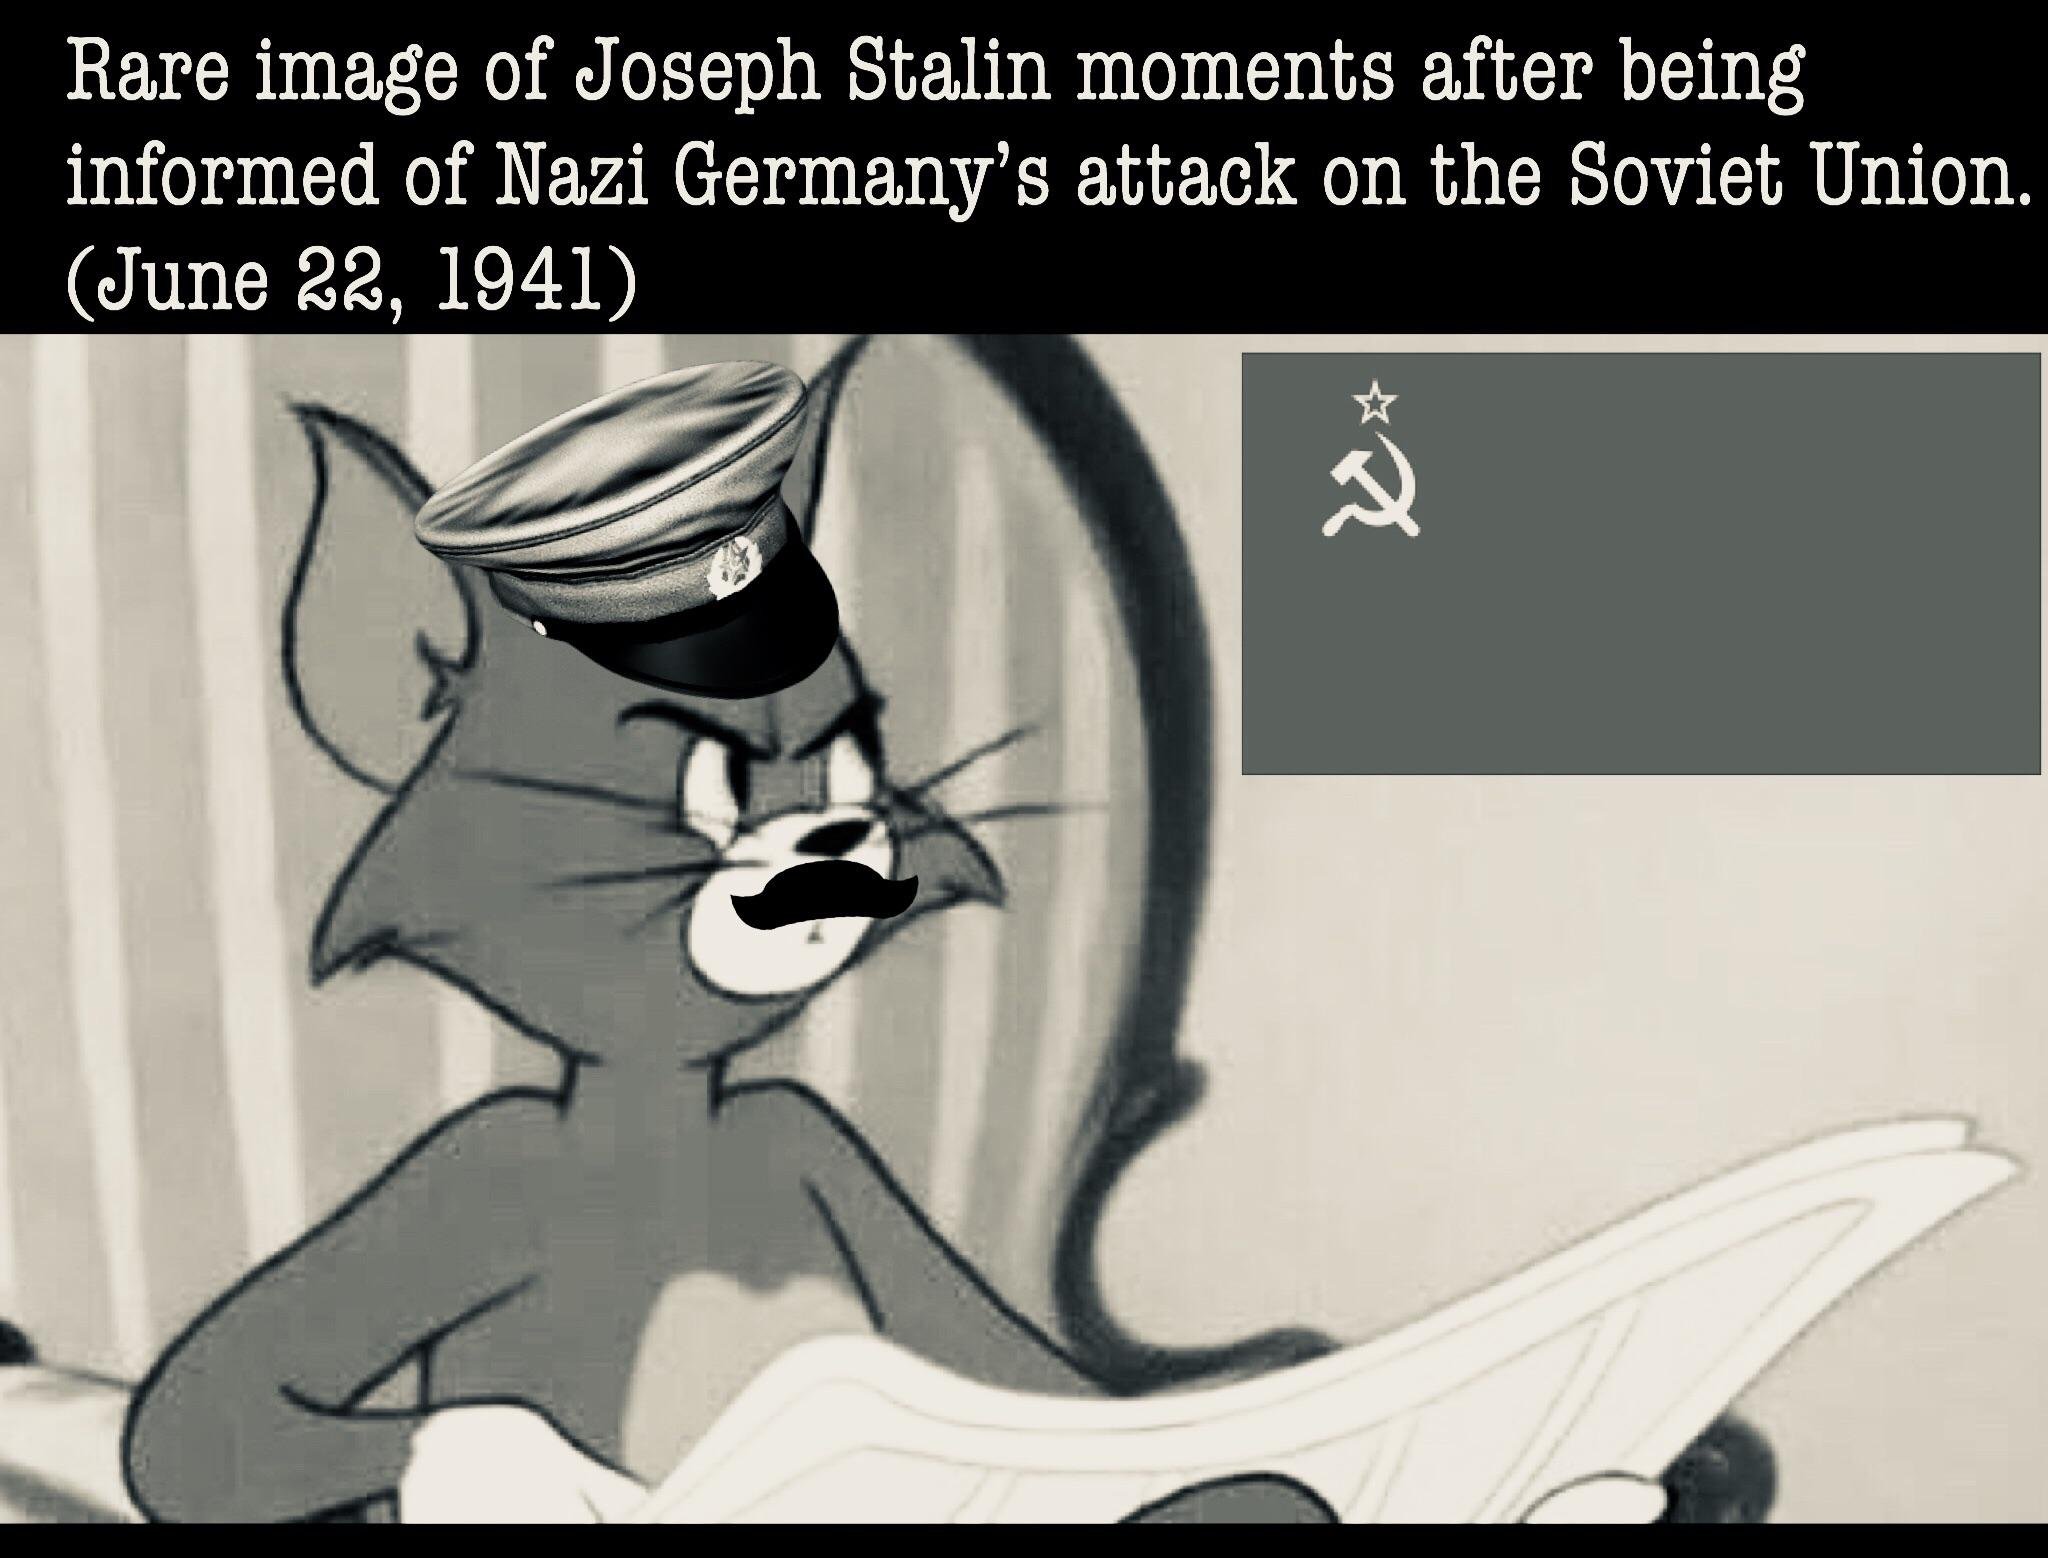 Rare image of Joseph Stalin moments after being
informed of Nazi Germany’s attack on the Soviet Union.
(June 22, 1941)